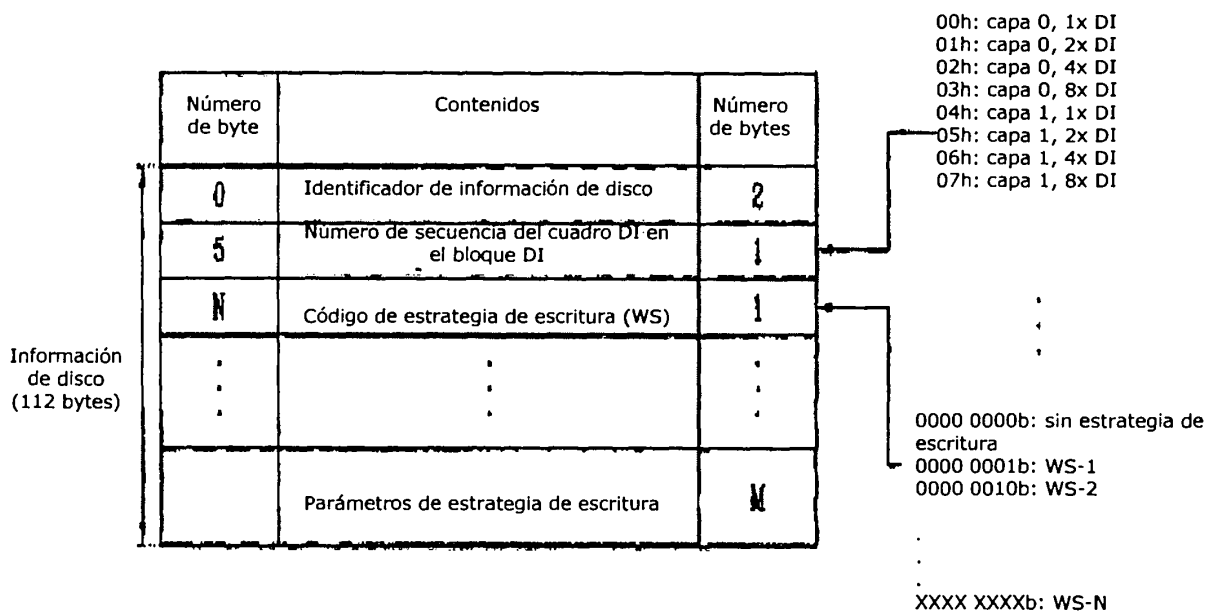 00h: capa 0, 1x DI
01h: capa 0, 2x DI
02h: capa 0, 4x DI
03h: capa 0, 8x DI
04h: capa 1, 1x DI
05h: capa 1, 2x DI
06h: capa 1, 4x DI
07h: capa 1, 8x DI
Número
de byte
Contenidos
Número
de bytes
0
Identificador de información de disco
2
5
Número de secuencia del cuadro DI en
el bloque DI
1
N
Código de estrategia de escritura (WS)
1
Información
de disco
(112 bytes)
Parámetros de estrategia de escritura
M
0000 0000b: sin estrategia de
escritura
0000 0001b: WS-1
0000 0010b: WS-2
XXXX XXXXb: WS-N